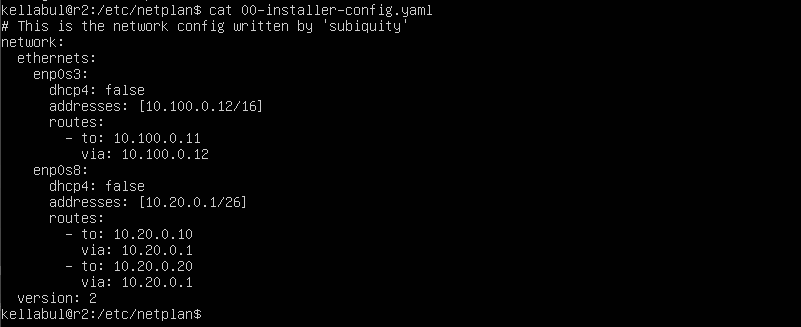 kellabul@r2:/etc/netplan$ cat 00-installer-config.yaml
# This is the network config written by 'subiquity'
network:
  ethernets:
    enp0s3:
      dhcp4: false
      addresses: [10.100.0.12/16]
      routes:
        - to: 10.100.0.11
          via: 10.100.0.12
    enp0s8:
      dhcp4: false
      addresses: [10.20.0.1/26]
      routes:
        - to: 10.20.0.10
          via: 10.20.0.1
        - to: 10.20.0.20
          via: 10.20.0.1
  version: 2
kellabul@r2:/etc/netplan$